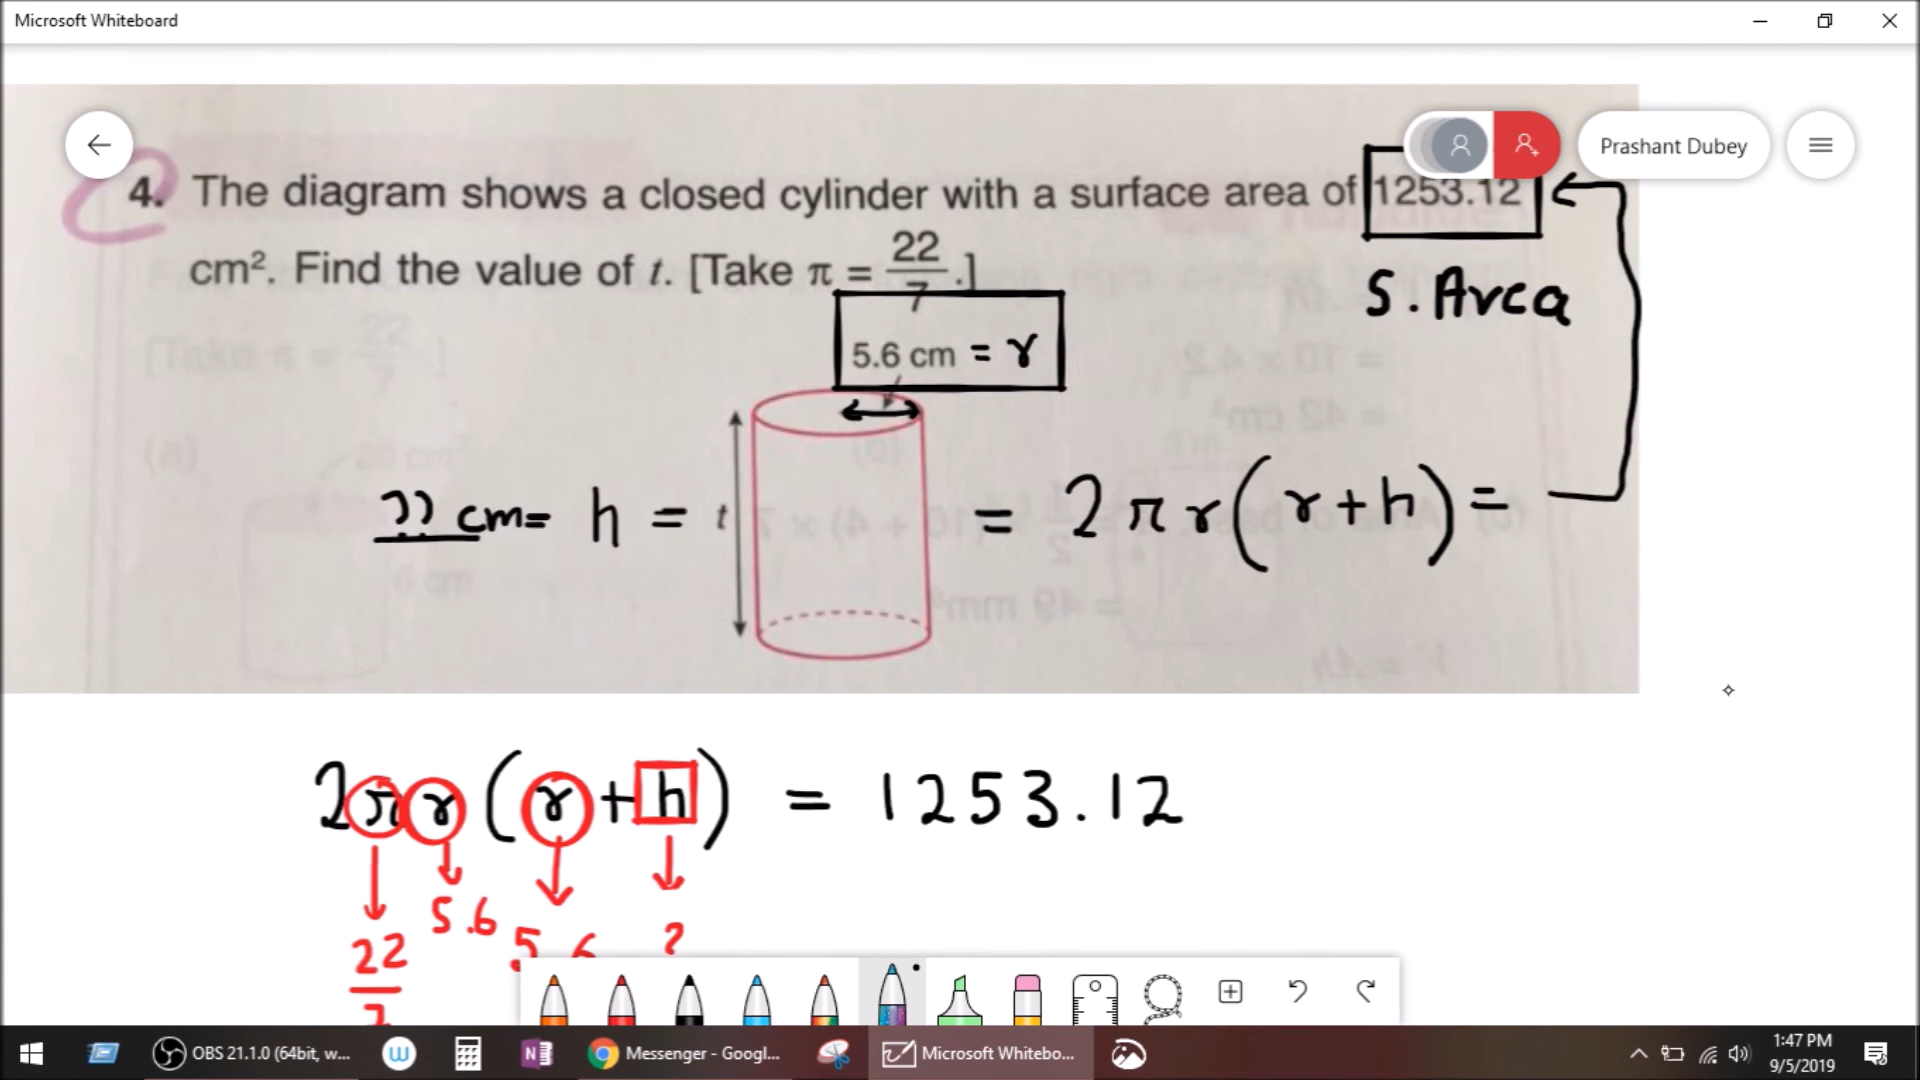 Microsoft Whiteboard
Prashant Dubey
4. The diagram shows a closed cylinder with a surface area of 1253.12
cm². Find the value of t. [Take π = 22/7.]
S. Area
5.6 cm = r
?? cm = h = t = 2πr(r+h) =
2πr(r+h) = 1253.12
22/7 5.6 5.6 ?
OBS 21.1.0 (64bit, w...
Messenger - Googl...
Microsoft Whitebo...
1:47 PM
9/5/2019